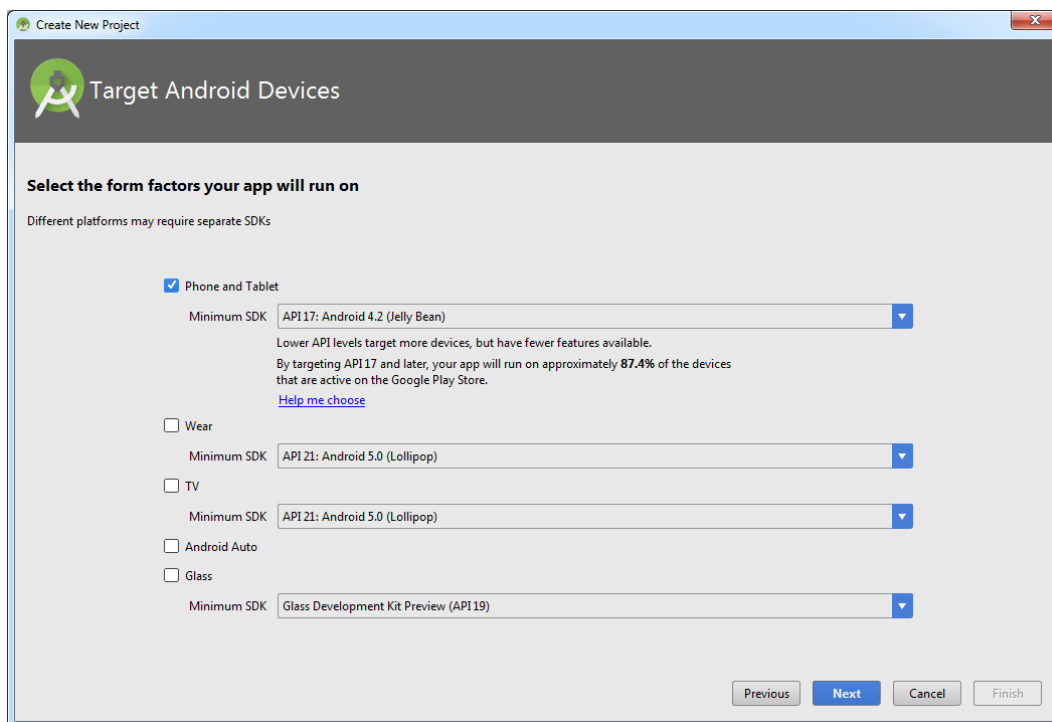 Create New Project
Target Android Devices
Select the form factors your app will run on
Different platforms may require separate SDKs
Phone and Tablet
Minimum SDK API 17: Android 4.2 (Jelly Bean)
Lower API levels target more devices, but have fewer features available.
By targeting API 17 and later, your app will run on approximately 87.4% of the devices
that are active on the Google Play Store.
Help me choose
Wear
Minimum SDK API 21: Android 5.0 (Lollipop)
TV
Minimum SDK API 21: Android 5.0 (Lollipop)
Android Auto
Glass
Minimum SDK Glass Development Kit Preview (API 19)
Previous Next Cancel Finish